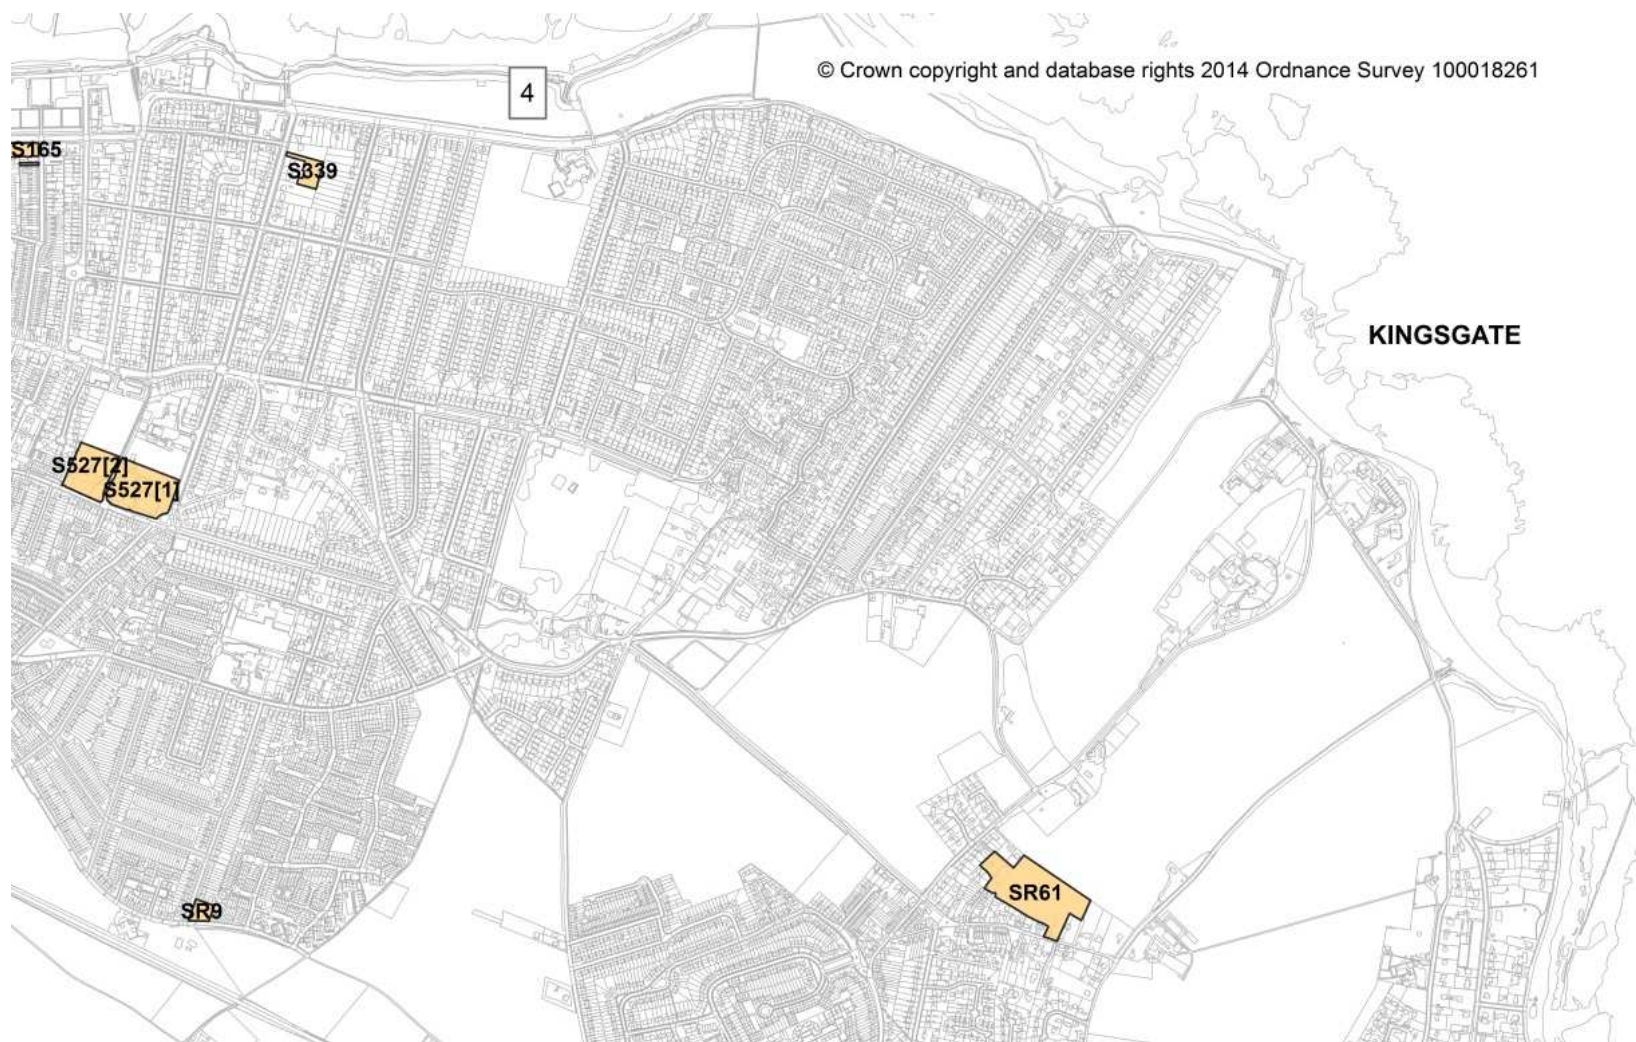 © Crown copyright and database rights 2014 Ordnance Survey 100018261
4
S165
S339
KINGSGATE
S527[2]
S527[1]
SR61
SR9